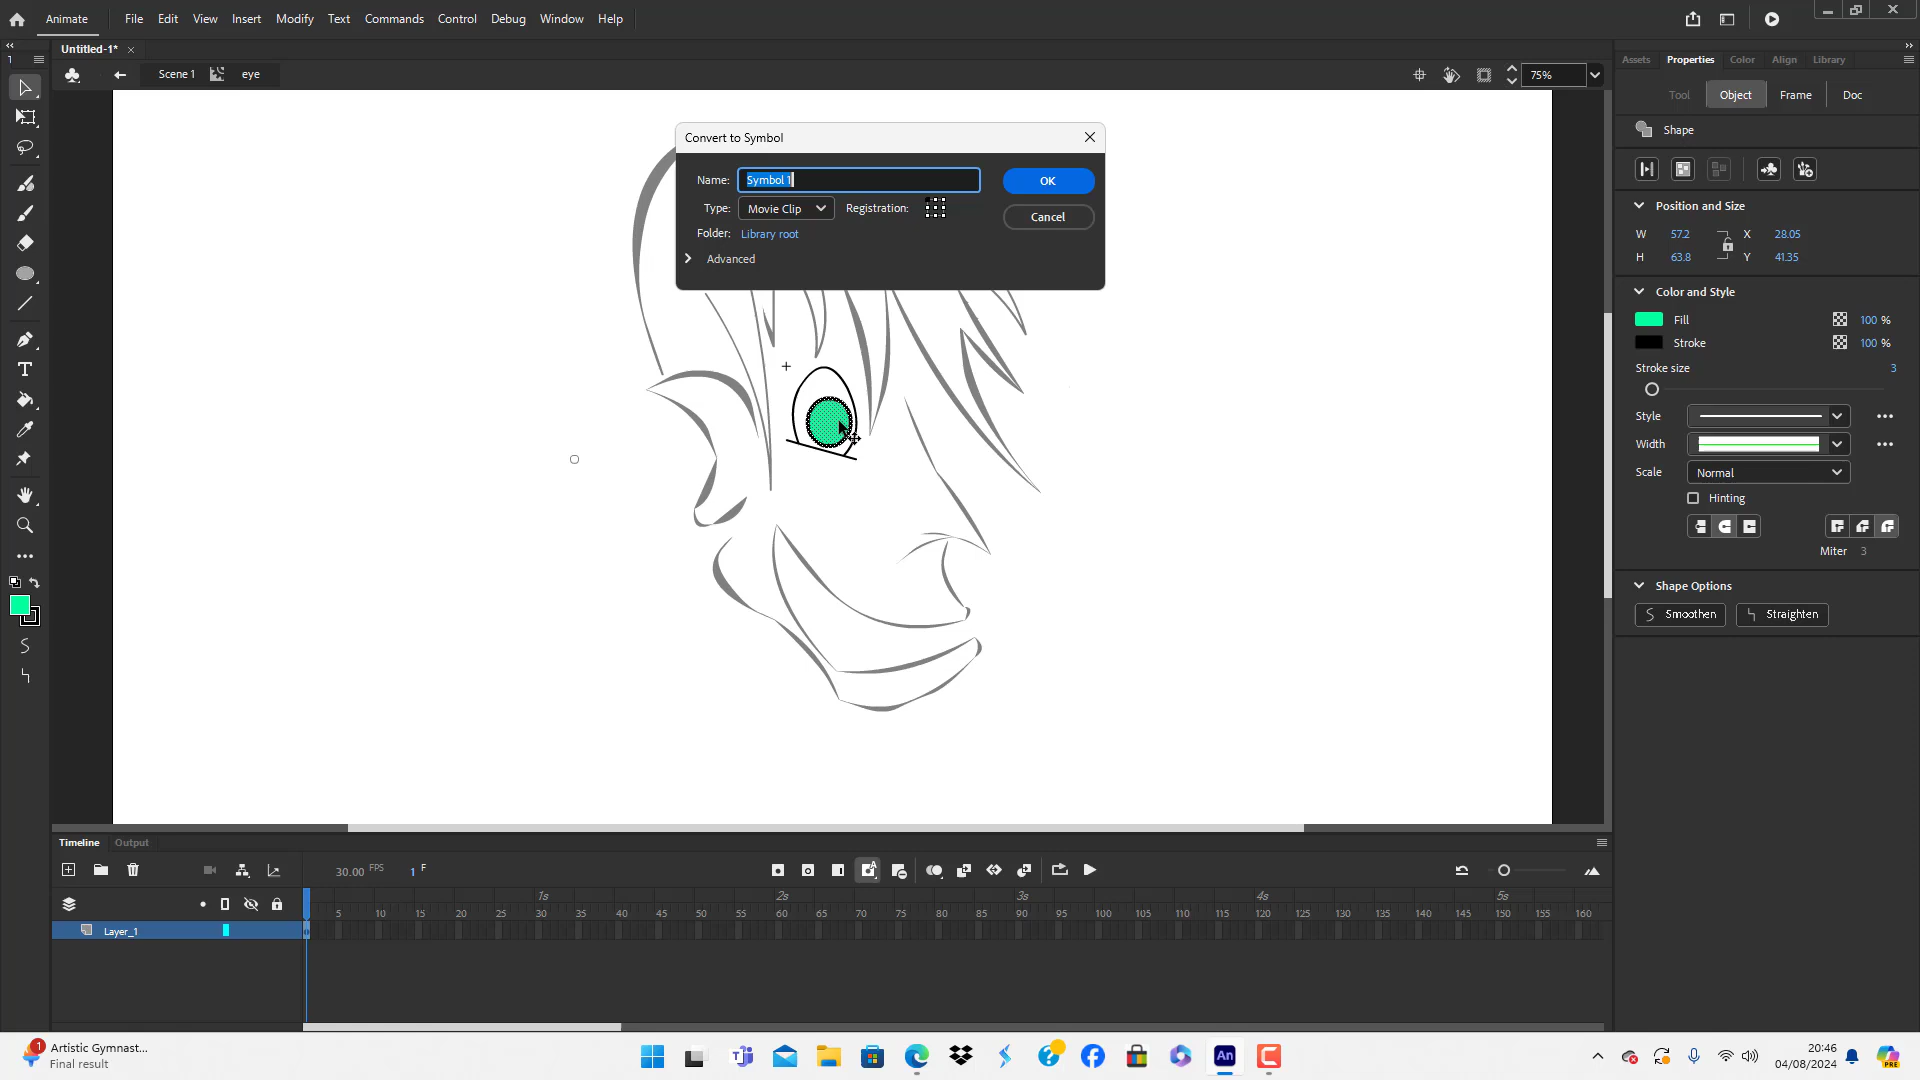 Animate File Edit View Insert Modify Text Commands Control Debug Window Help
Untitled-1*
1
Scene 1 eye 75%
Assets Properties Color Align Library
Tool Object Frame Doc
Shape
Position and Size
W 57.2 X 28.05
H 63.8 Y 41.35
Color and Style
Fill 100 %
Stroke 100 %
Stroke size 3
Style
Width
Scale Normal
Hinting
Miter 3
Shape Options
Smoothen Straighten
Convert to Symbol
Name: Symbol 1 OK
Type: Movie Clip Registration:
Cancel
Folder: Library root
Advanced
Timeline Output
30.00 FPS 1 F
1s 2s 3s 4s 5s
5 10 15 20 25 30 35 40 45 50 55 60 65 70 75 80 85 90 95 100 105 110 115 120 125 130 135 140 145 150 155 160
Layer_1
1 Artistic Gymnast...
Final result
An
PRE
20:46
04/08/2024